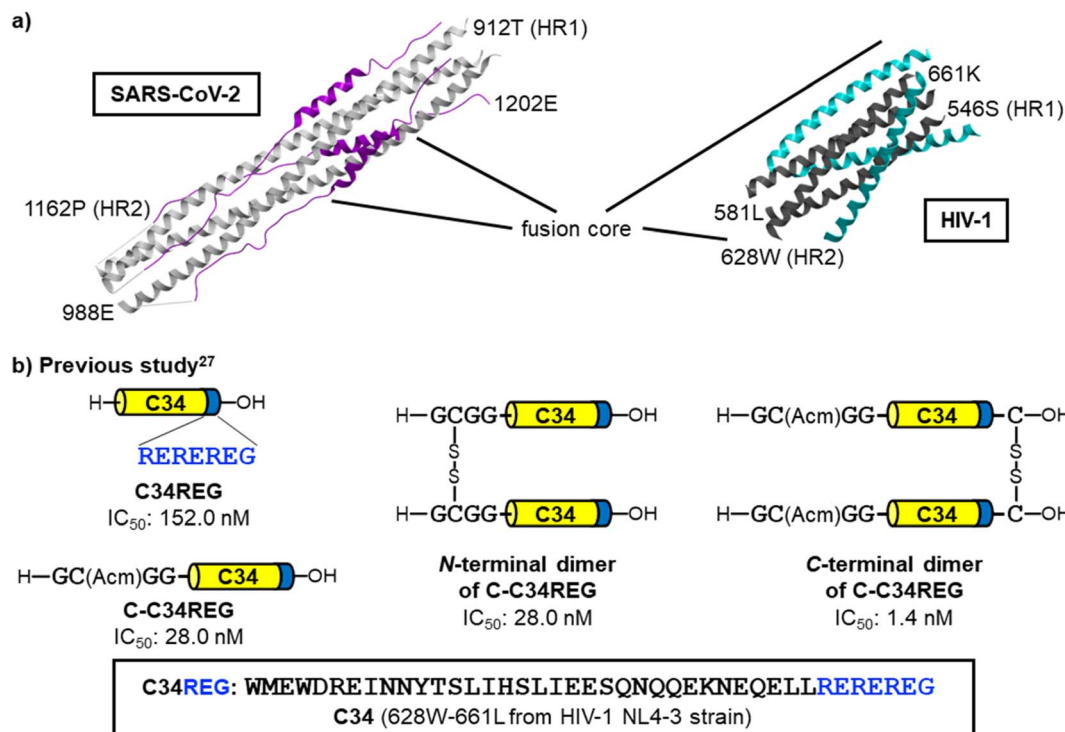 a)
SARS-CoV-2
912T (HR1)
1202E
1162P (HR2)
988E
fusion core
661K
546S (HR1)
581L
HIV-1
628W (HR2)
b) Previous study27
H C34 OH
REREREG
C34REG
IC50: 152.0 nM
H GC(Acm)GG C34 OH
C-C34REG
IC50: 28.0 nM
H GCGG C34 OH
S
S
H GCGG C34 OH
N-terminal dimer
of C-C34REG
IC50: 28.0 nM
H GC(Acm)GG C34 C OH
S
S
H GC(Acm)GG C34 C OH
C-terminal dimer
of C-C34REG
IC50: 1.4 nM
C34REG: WMEWDREINNYTSLIHSLIEESQNQQEKNEQELLREREREG
C34 (628W-661L from HIV-1 NL4-3 strain)